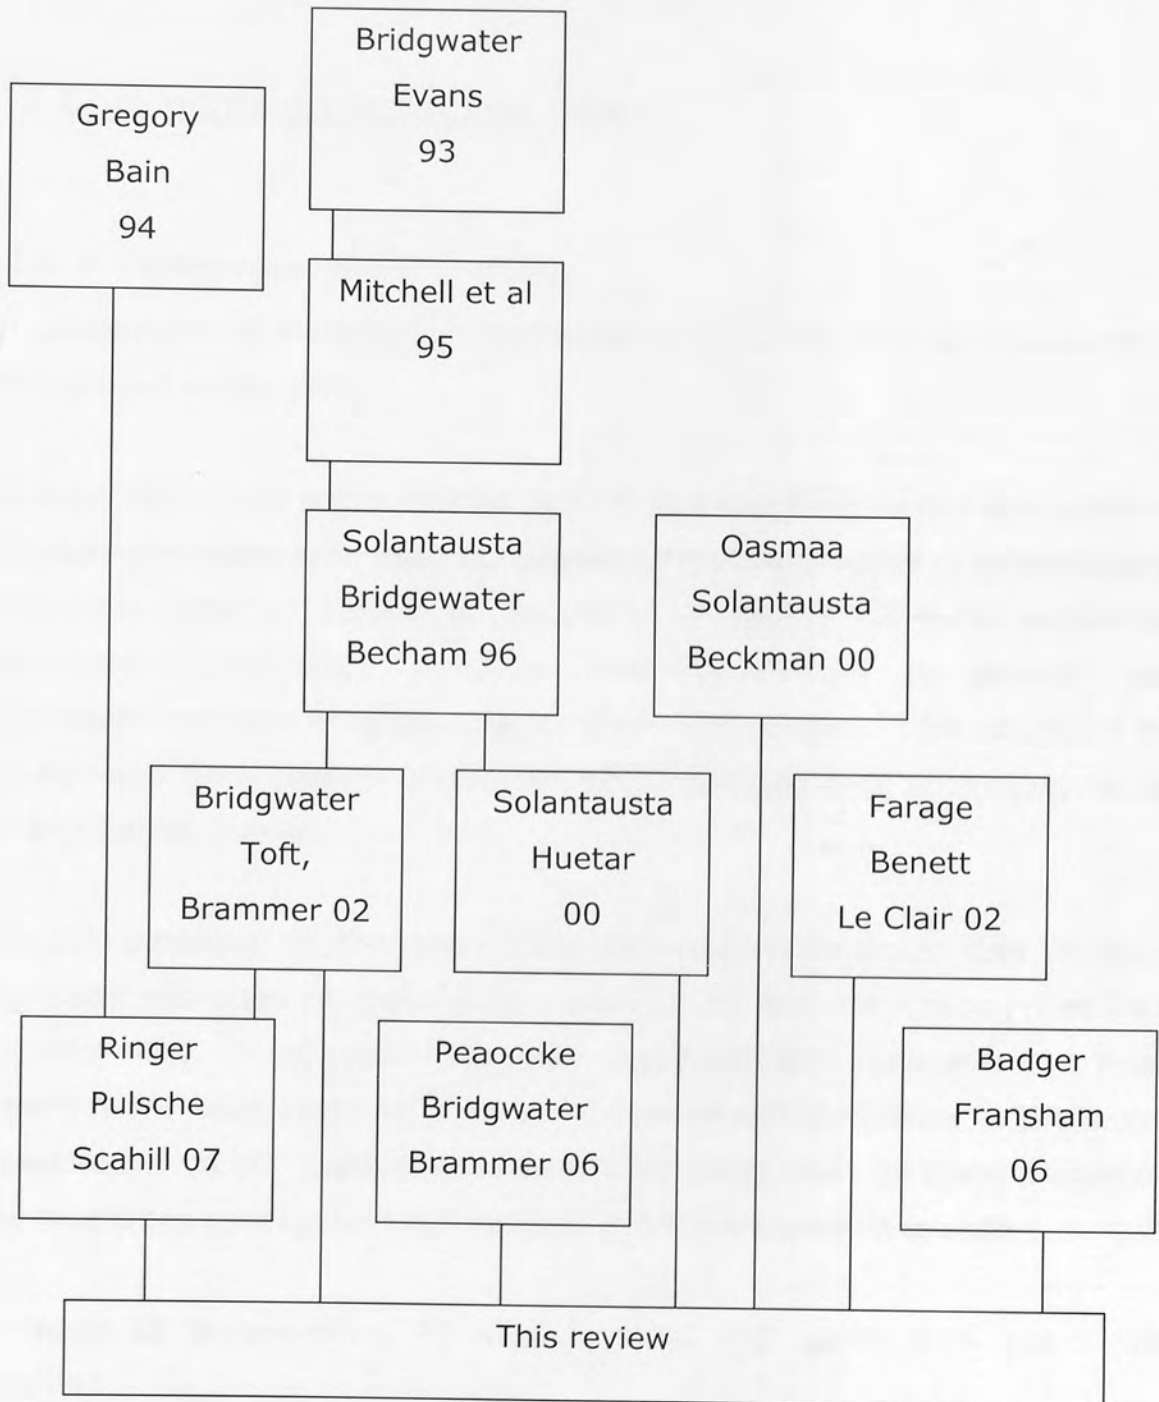 Bridgwater
Evans
93
Gregory
Bain
94
Mitchell et al
95
Solantausta
Bridgewater
Becham 96
Oasmaa
Solantausta
Beckman 00
Bridgwater
Toft,
Brammer 02
Solantausta
Huetar
00
Farage
Benett
Le Clair 02
Ringer
Pulsche
Scahill 07
Peaoccke
Bridgwater
Brammer 06
Badger
Fransham
06
This review